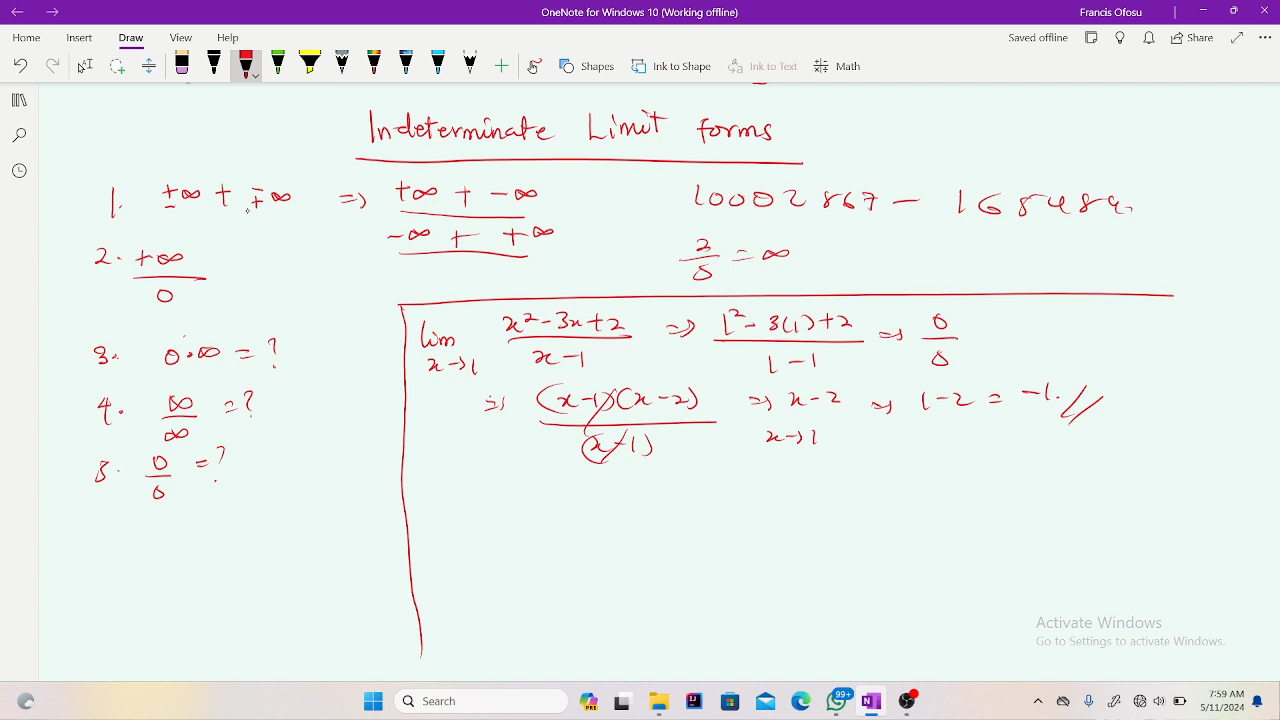 OneNote for Windows 10 (Working offline)
Francis Ofosu
Home Insert Draw View Help
Saved offline
Share
Shapes
Ink to Shape
Ink to Text
Math
Indeterminate Limit forms
1. ±∞ + ∓∞ => +∞ + -∞
-∞ + +∞
2. +∞/0
2/0 = ∞
3. 0·∞ = ?
4. ∞/∞ = ?
5. 0/0 = ?
lim x→1 (x² - 3x + 2)/(x - 1) => (1² - 3(1) + 2)/(1 - 1) => 0/0
=> (x-1)(x-2)/(x-1) => x-2 => 1-2 = -1.//
x→1
Activate Windows
Go to Settings to activate Windows.
Search
PRE
99+
7:59 AM
5/11/2024